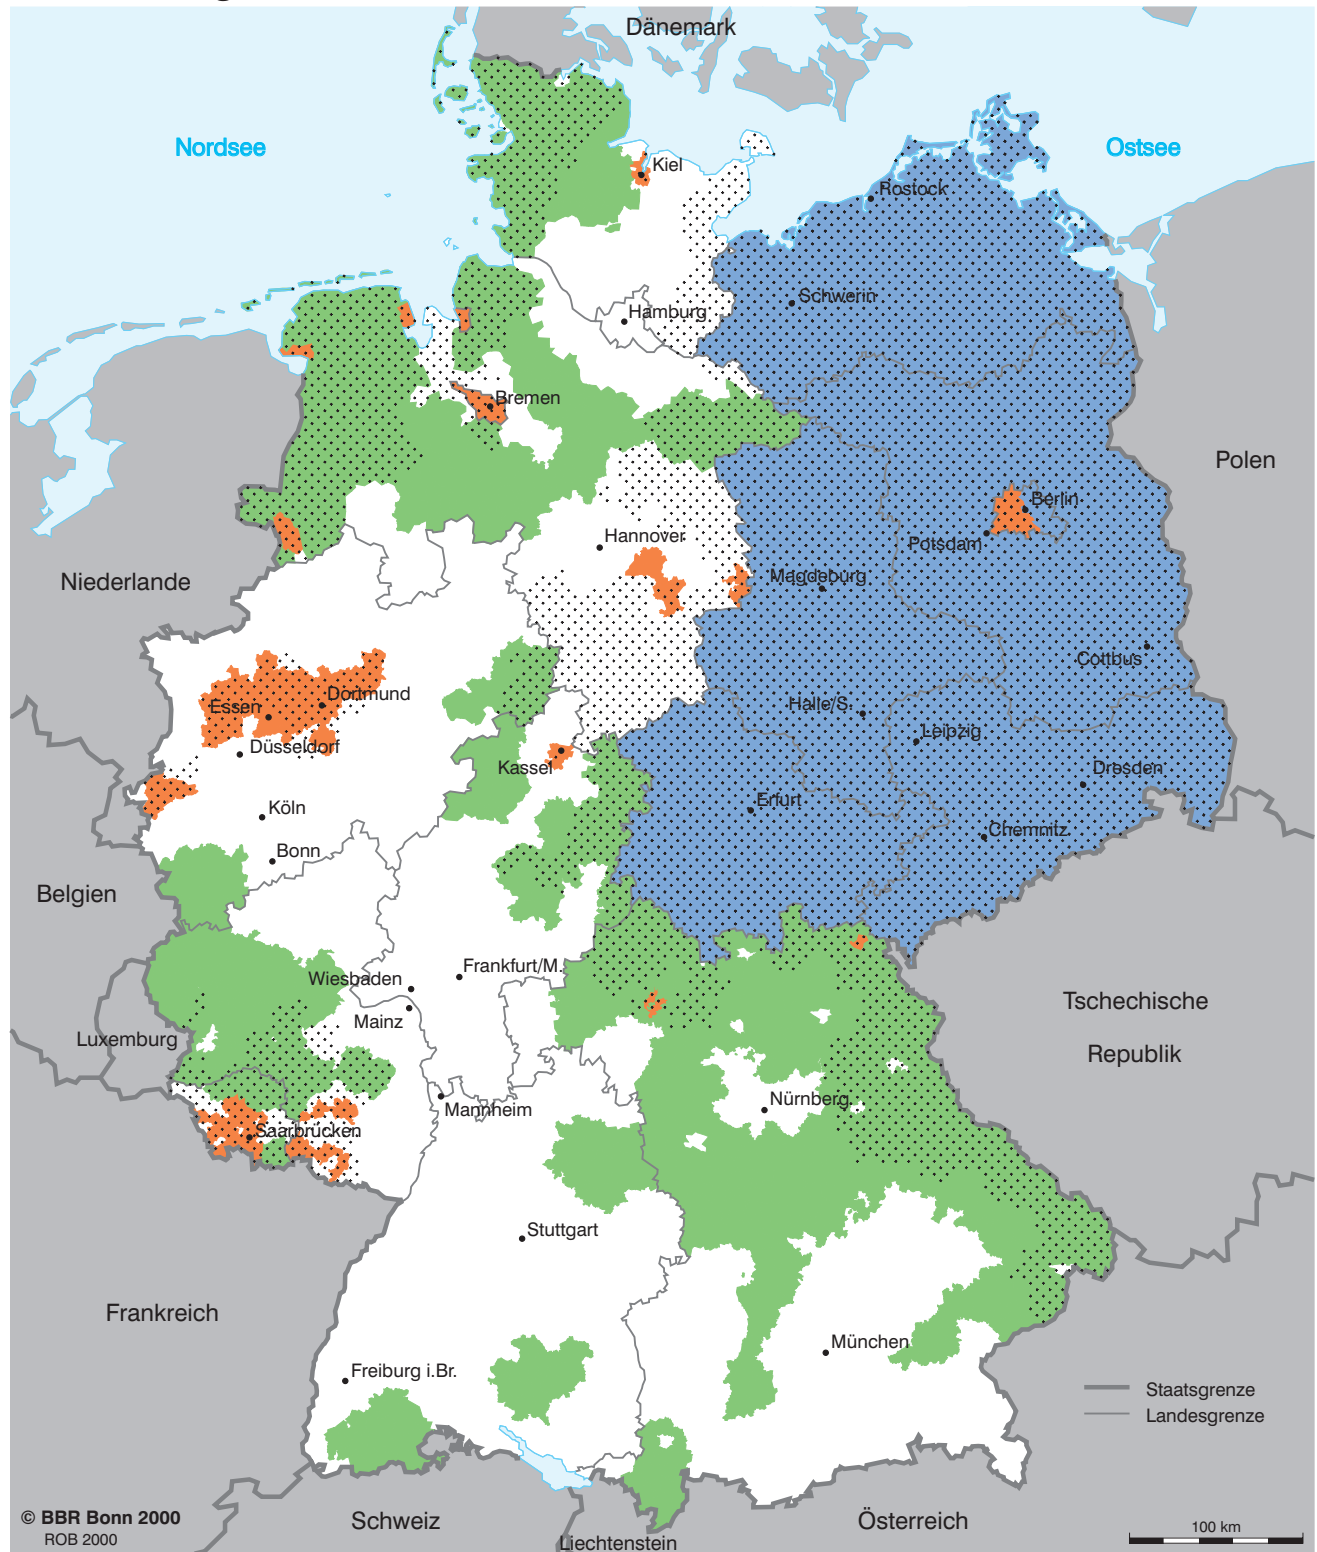 Dänemark
Nordsee
Ostsee
Kiel
Rostock
Schwerin
Hamburg
Bremen
Polen
Berlin
Hannover
Potsdam
Niederlande
Magdeburg
Cottbus
Dortmund
Essen
Halle/S.
Leipzig
Düsseldorf
Kassel
Dresden
Köln
Erfurt
Chemnitz
Bonn
Belgien
Frankfurt/M.
Wiesbaden
Mainz
Tschechische
Republik
Luxemburg
Nürnberg
Mannheim
Saarbrücken
Stuttgart
Frankreich
München
Freiburg i.Br.
Staatsgrenze
Landesgrenze
© BBR Bonn 2000
ROB 2000
Schweiz
Österreich
100 km
Liechtenstein